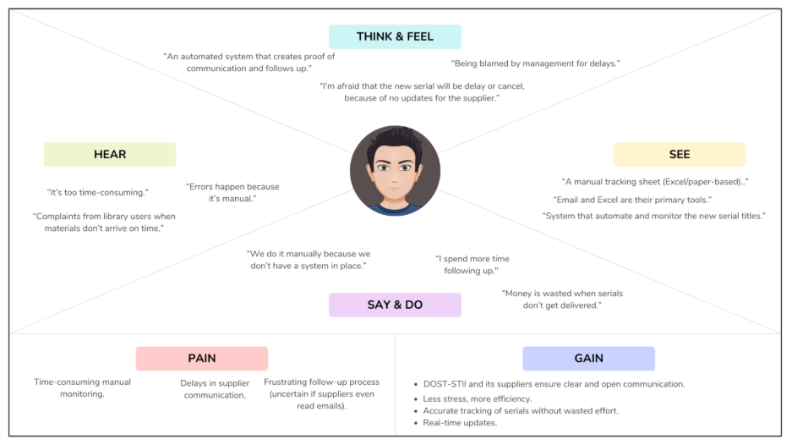 THINK & FEEL
“An automated system that creates proof of
communication and follows up.”
“Being blamed by management for delays.”
“I’m afraid that the new serial will be delay or cancel,
because of no updates for the supplier.”
HEAR
“It’s too time-consuming.”
“Errors happen because
it’s manual.”
“Complaints from library users when
materials don’t arrive on time.”
SEE
“A manual tracking sheet (Excel/paper-based)..”
“Email and Excel are their primary tools.”
“System that automate and monitor the new serial titles.”
“We do it manually because we
don’t have a system in place.”
“I spend more time
following up.”
SAY & DO
“Money is wasted when serials
don’t get delivered.”
PAIN
Time-consuming manual
monitoring.
Delays in supplier
communication.
Frustrating follow-up process
(uncertain if suppliers even
read emails).
GAIN
• DOST-STII and its suppliers ensure clear and open communication.
• Less stress, more efficiency.
• Accurate tracking of serials without wasted effort.
• Real-time updates.